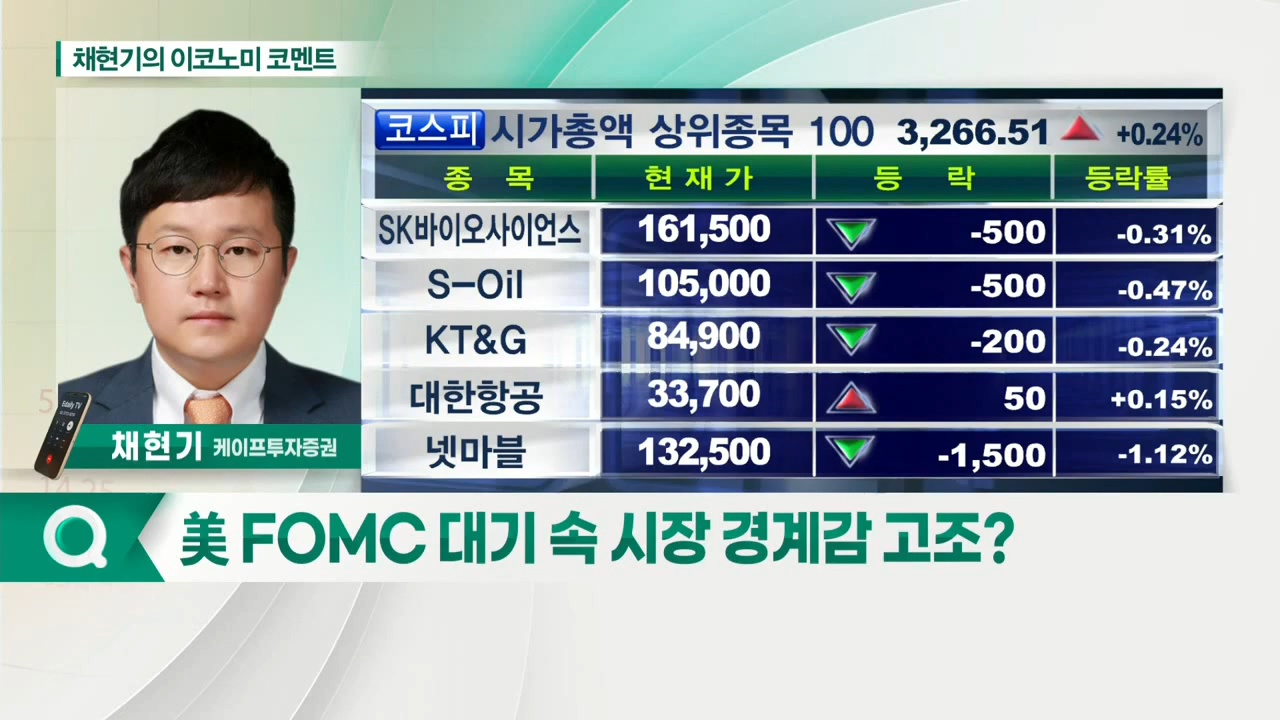 채현기의 이코노미 코멘트
코스피 시가총액 상위종목 100 3,266.51 +0.24%
종 목 현재가 등 락 등락률
SK바이오사이언스 161,500 -500 -0.31%
S-Oil 105,000 -500 -0.47%
KT&G 84,900 -200 -0.24%
대한항공 33,700 50 +0.15%
넷마블 132,500 -1,500 -1.12%
Edaily TV
채현기 케이프투자증권
美 FOMC 대기 속 시장 경계감 고조?